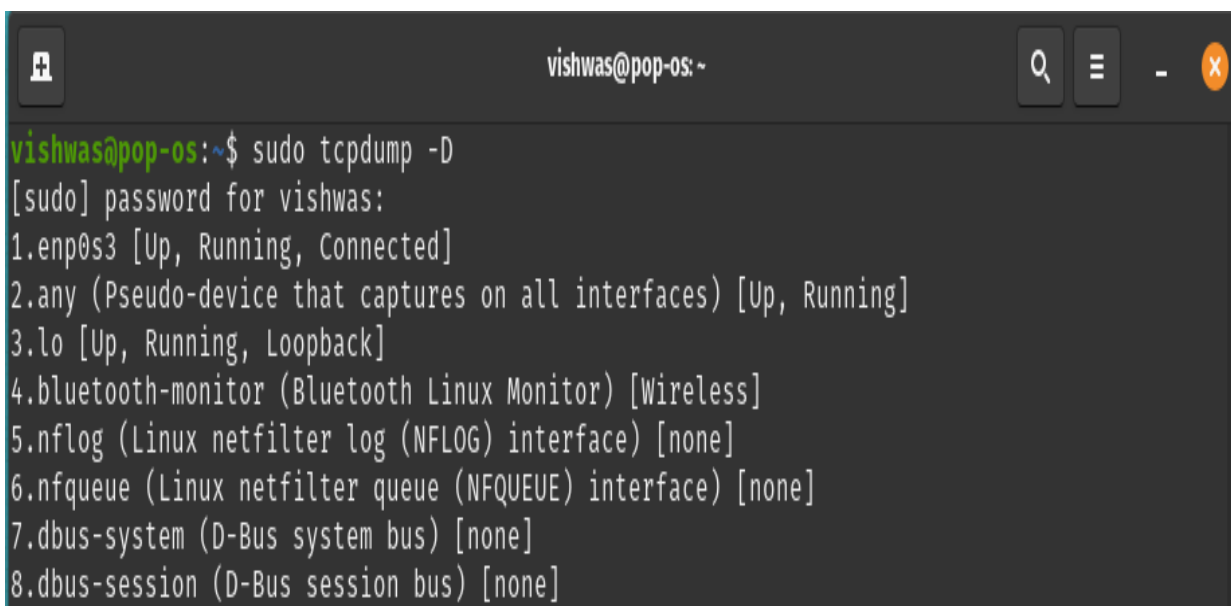 vishwas@pop-os: ~
vishwas@pop-os:~$ sudo tcpdump -D
[sudo] password for vishwas:
1.enp0s3 [Up, Running, Connected]
2.any (Pseudo-device that captures on all interfaces) [Up, Running]
3.lo [Up, Running, Loopback]
4.bluetooth-monitor (Bluetooth Linux Monitor) [Wireless]
5.nflog (Linux netfilter log (NFLOG) interface) [none]
6.nfqueue (Linux netfilter queue (NFQUEUE) interface) [none]
7.dbus-system (D-Bus system bus) [none]
8.dbus-session (D-Bus session bus) [none]